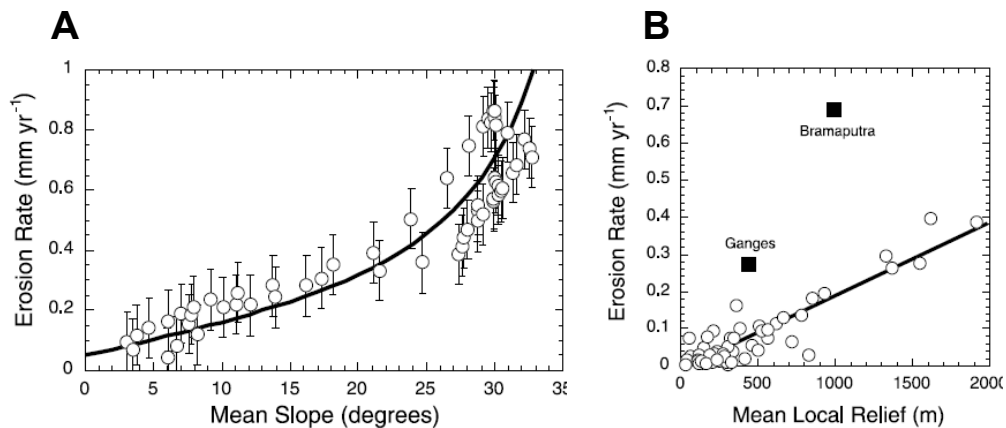 A
Erosion Rate (mm yr⁻¹)
1
0.8
0.6
0.4
0.2
0
0 5 10 15 20 25 30 35
Mean Slope (degrees)
B
Erosion Rate (mm yr⁻¹)
0.8
0.7
0.6
0.5
0.4
0.3
0.2
0.1
0
Bramaputra
Ganges
0 500 1000 1500 2000
Mean Local Relief (m)